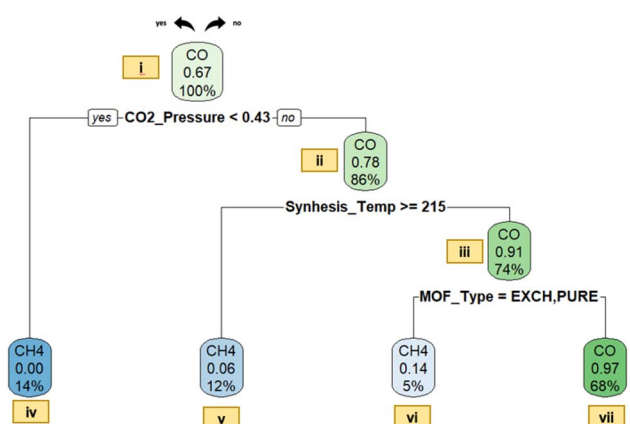 yes no
i
CO
0.67
100%
yes CO2_Pressure < 0.43 no
ii
CO
0.78
86%
Synhesis_Temp >= 215
iii
CO
0.91
74%
MOF_Type = EXCH,PURE
CH4
0.00
14%
iv
CH4
0.06
12%
v
CH4
0.14
5%
vi
CO
0.97
68%
vii